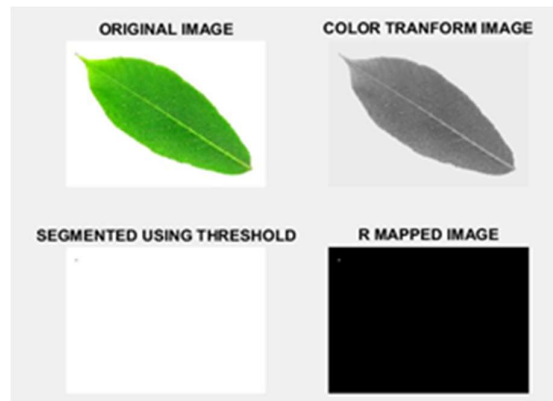 ORIGINAL IMAGE
COLOR TRANFORM IMAGE
SEGMENTED USING THRESHOLD
R MAPPED IMAGE